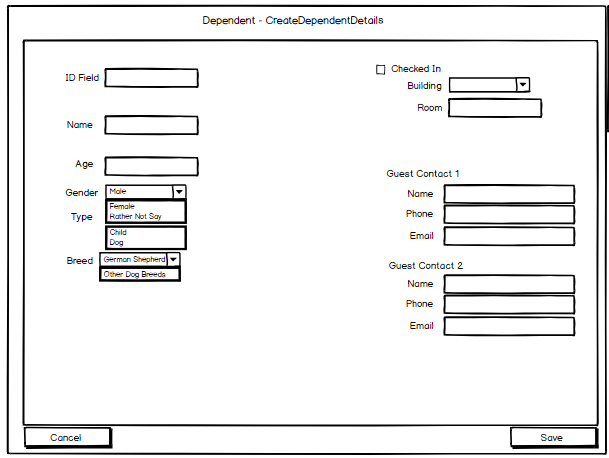 Dependent - CreateDependentDetails
ID Field
Name
Age
Gender
Male
Female
Rather Not Say
Type
Child
Dog
Breed
German Shepherd
Other Dog Breeds
Checked In
Building
Room
Guest Contact 1
Name
Phone
Email
Guest Contact 2
Name
Phone
Email
Cancel
Save